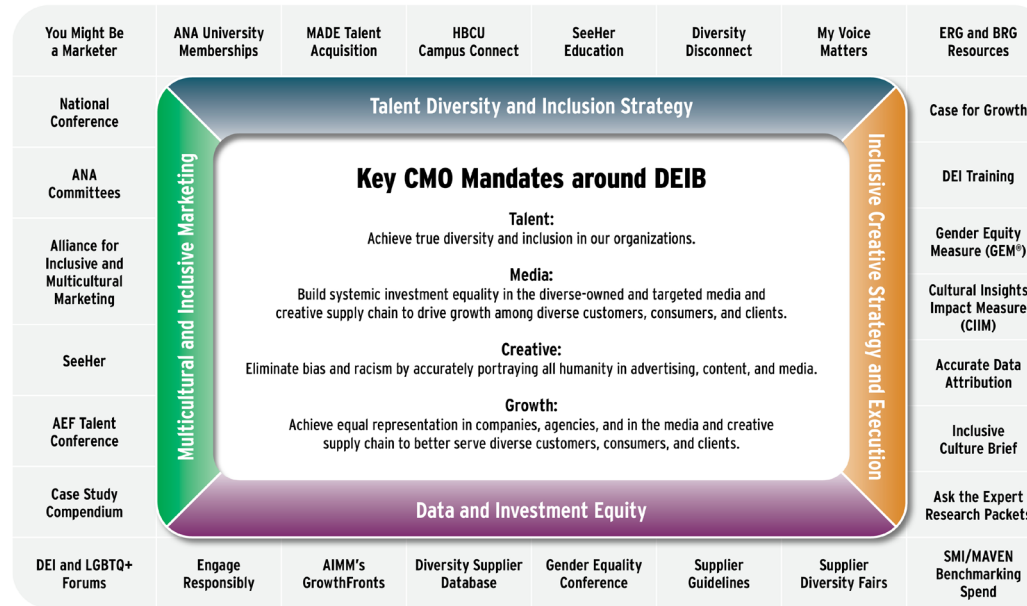 You Might Be
a Marketer
ANA University
Memberships
MADE Talent
Acquisition
HBCU
Campus Connect
SeeHer
Education
Diversity
Disconnect
My Voice
Matters
ERG and BRG
Resources
National
Conference
ANA
Committees
Alliance for
Inclusive and
Multicultural
Marketing
SeeHer
AEF Talent
Conference
Case Study
Compendium
Talent Diversity and Inclusion Strategy
Multicultural and Inclusive Marketing
Key CMO Mandates around DEIB
Talent:
Achieve true diversity and inclusion in our organizations.
Media:
Build systemic investment equality in the diverse-owned and targeted media and
creative supply chain to drive growth among diverse customers, consumers, and clients.
Creative:
Eliminate bias and racism by accurately portraying all humanity in advertising, content, and media.
Growth:
Achieve equal representation in companies, agencies, and in the media and creative
supply chain to better serve diverse customers, consumers, and clients.
Inclusive Creative Strategy and Execution
Data and Investment Equity
Case for Growth
DEI Training
Gender Equity
Measure (GEM®)
Cultural Insights
Impact Measure
(CIIM)
Accurate Data
Attribution
Inclusive
Culture Brief
Ask the Expert
Research Packets
DEI and LGBTQ+
Forums
Engage
Responsibly
AIMM's
GrowthFronts
Diversity Supplier
Database
Gender Equality
Conference
Supplier
Guidelines
Supplier
Diversity Fairs
SMI/MAVEN
Benchmarking
Spend